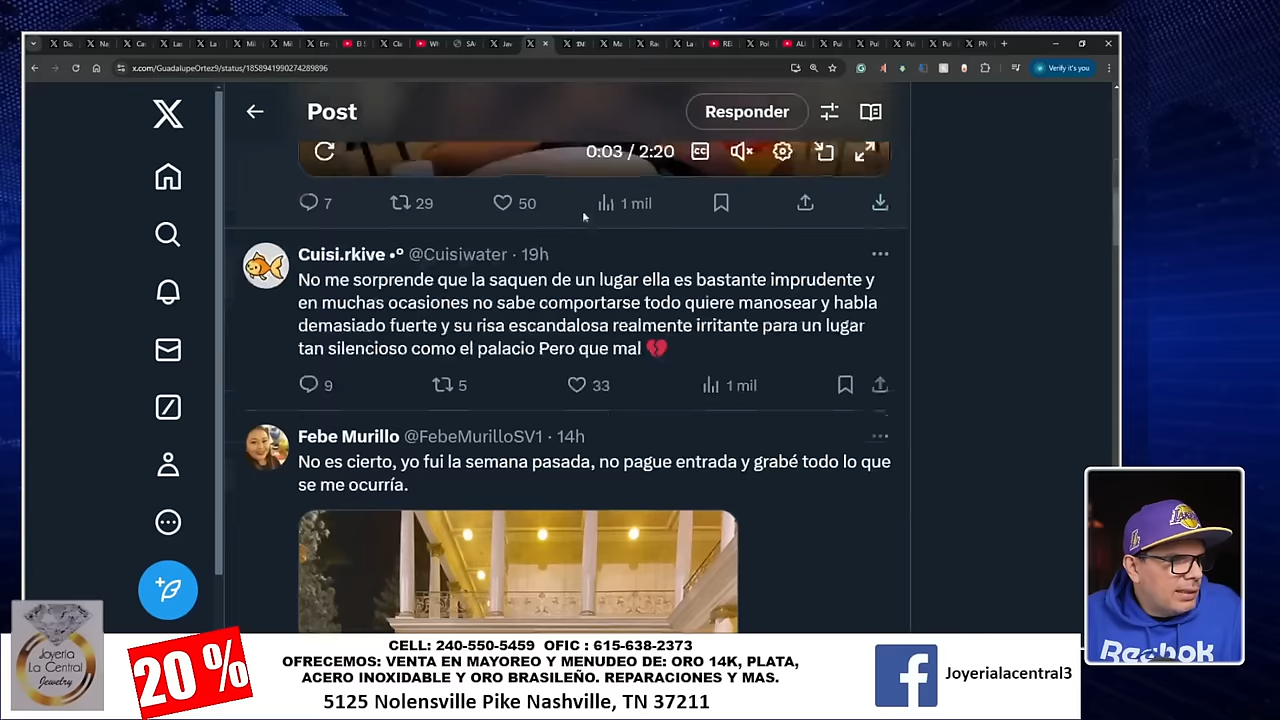 Verify it's you
x.com/GuadalupeOrtez9/status/1858941990274289896
Post
Responder
0:03 / 2:20
7
29
50
1 mil
Cuisi.rkive •° @Cuisiwater · 19h
No me sorprende que la saquen de un lugar ella es bastante imprudente y
en muchas ocasiones no sabe comportarse todo quiere manosear y habla
demasiado fuerte y su risa escandalosa realmente irritante para un lugar
tan silencioso como el palacio Pero que mal 💔
9
5
33
1 mil
Febe Murillo @FebeMurilloSV1 · 14h
No es cierto, yo fui la semana pasada, no pague entrada y grabé todo lo que
se me ocurría.
Reebok
Joyeria
La Central
Jewelry
20 %
CELL: 240-550-5459 OFIC : 615-638-2373
OFRECEMOS: VENTA EN MAYOREO Y MENUDEO DE: ORO 14K, PLATA,
ACERO INOXIDABLE Y ORO BRASILEÑO. REPARACIONES Y MAS.
5125 Nolensville Pike Nashville, TN 37211
Joyerialacentral3